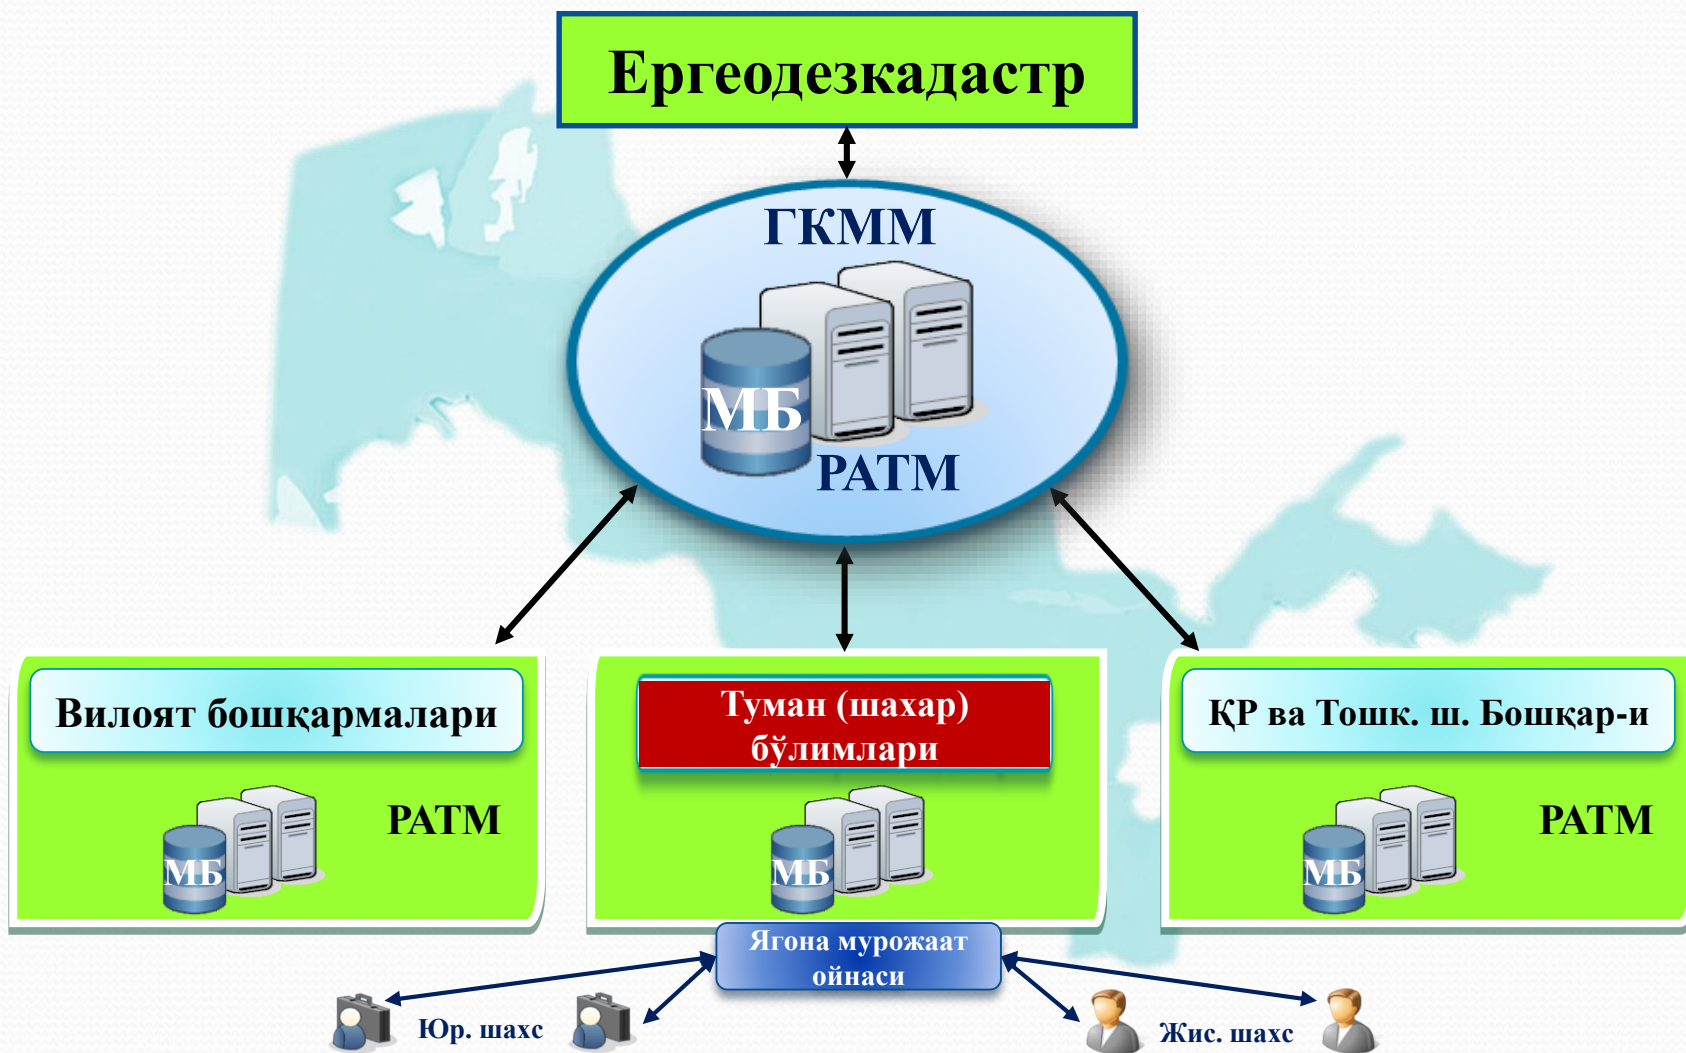 Ергеодезкадастр
ГКММ
МБ
РАТМ
Вилоят бошқармалари
РАТМ
МБ
Туман (шахар)
бўлимлари
МБ
ҚР ва Тошк. ш. Бошқар-и
РАТМ
МБ
Ягона мурожаат
ойнаси
Юр. шахс
Жис. шахс